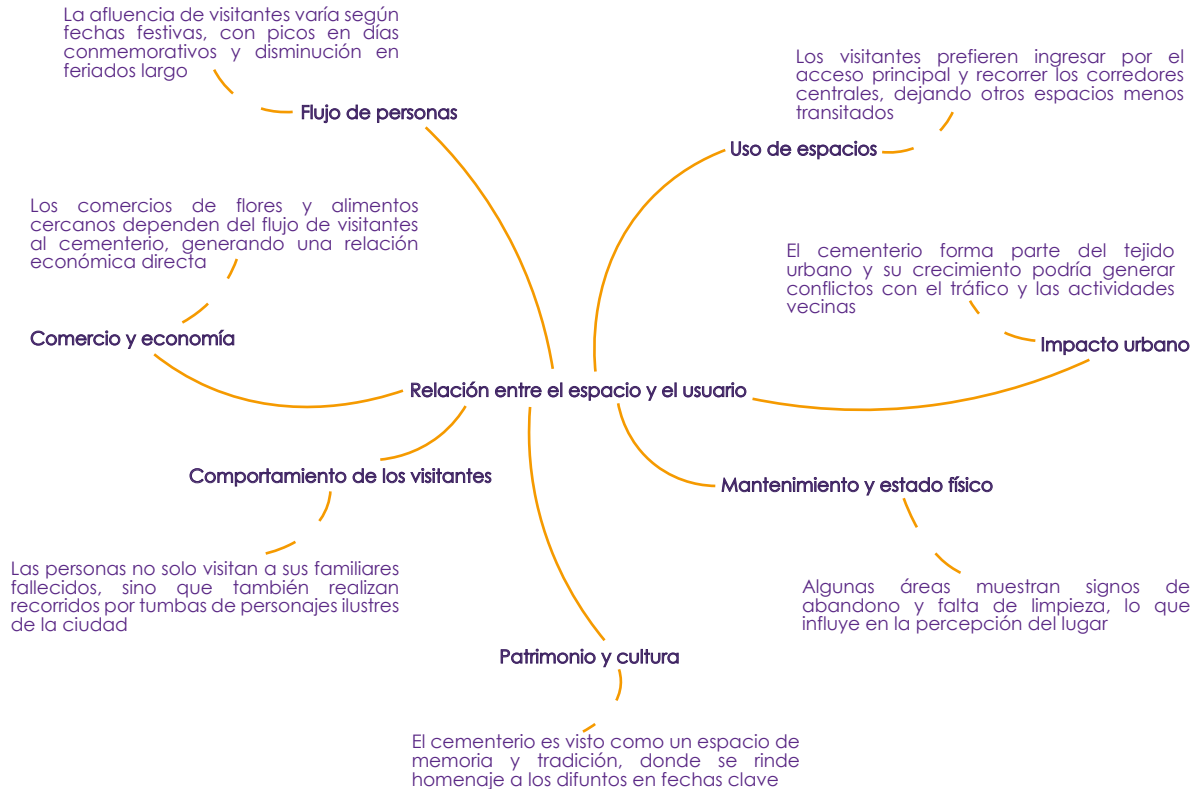 La afluencia de visitantes varía según
fechas festivas, con picos en días
conmemorativos y disminución en
feriados largo
Flujo de personas
Los visitantes prefieren ingresar por el
acceso principal y recorrer los corredores
centrales, dejando otros espacios menos
transitados
Uso de espacios
Los comercios de flores y alimentos
cercanos dependen del flujo de visitantes
al cementerio, generando una relación
económica directa
Comercio y economía
El cementerio forma parte del tejido
urbano y su crecimiento podría generar
conflictos con el tráfico y las actividades
vecinas
Impacto urbano
Relación entre el espacio y el usuario
Comportamiento de los visitantes
Las personas no solo visitan a sus familiares
fallecidos, sino que también realizan
recorridos por tumbas de personajes ilustres
de la ciudad
Mantenimiento y estado físico
Algunas áreas muestran signos de
abandono y falta de limpieza, lo que
influye en la percepción del lugar
Patrimonio y cultura
El cementerio es visto como un espacio de
memoria y tradición, donde se rinde
homenaje a los difuntos en fechas clave